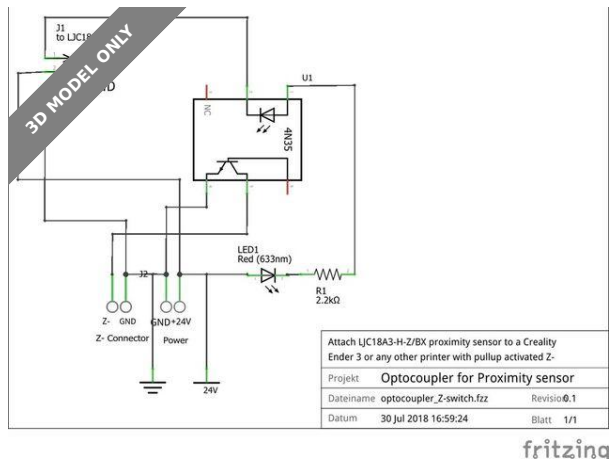 J1
to LJC18
3D MODEL ONLY
U1
NC
4N35
LED1
Red (633nm)
J2
R1
2.2kΩ
Z- GND GND+24V
Z- Connector Power
24V
Attach LJC18A3-H-Z/BX proximity sensor to a Creality
Ender 3 or any other printer with pullup activated Z-
Projekt Optocoupler for Proximity sensor
Dateiname optocoupler_Z-switch.fzz Revision0.1
Datum 30 Jul 2018 16:59:24 Blatt 1/1
fritzing